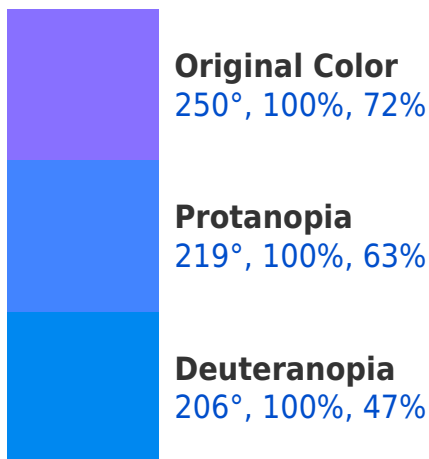 Original Color
250°, 100%, 72%
Protanopia
219°, 100%, 63%
Deuteranopia
206°, 100%, 47%